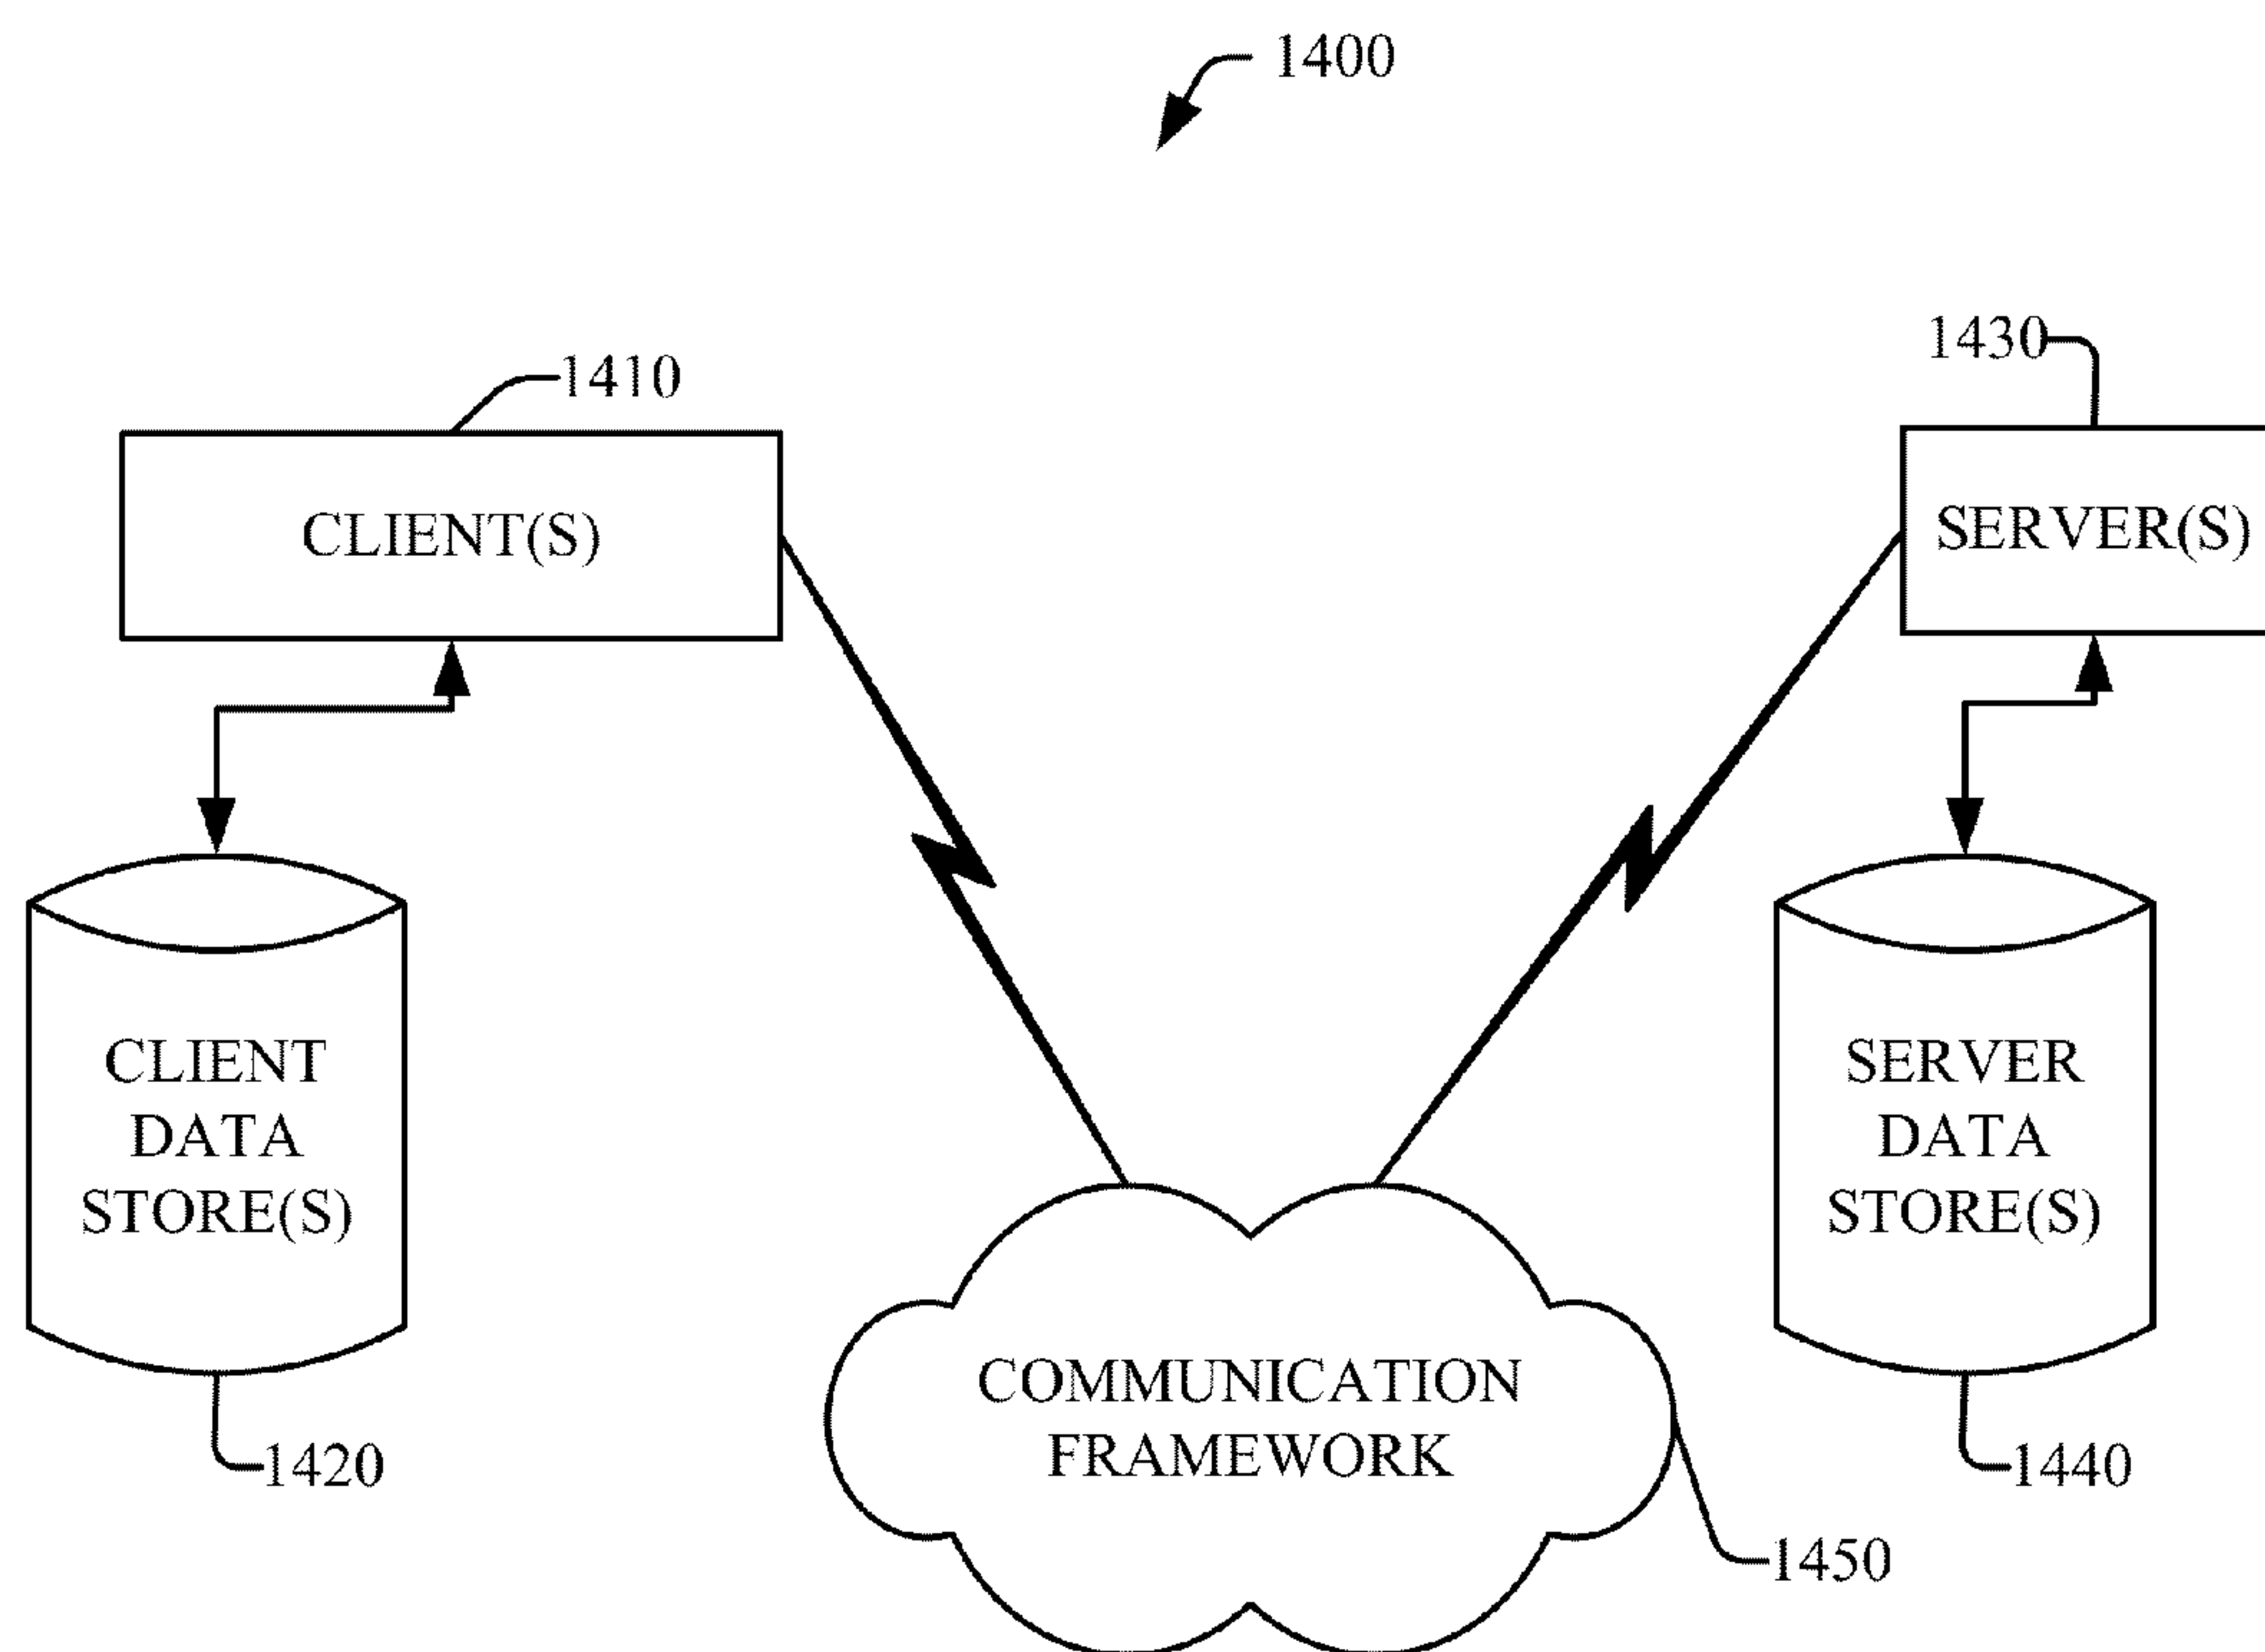 1400
1430
1410
CLIENT(S)
SERVER(S)
CLIENT
DATA
STORE(S)
SERVER
DATA
STORE(S)
COMMUNICATION
FRAMEWORK
1420
1440
1450